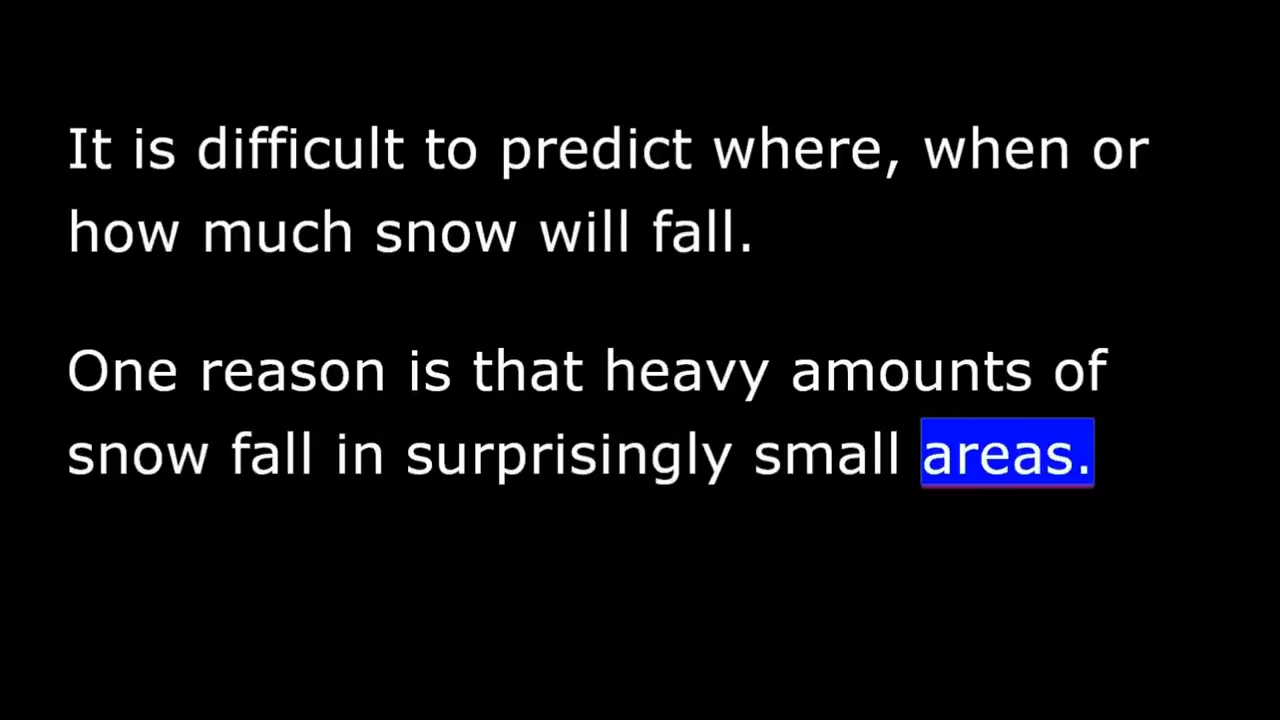 It is difficult to predict where, when or
how much snow will fall.
One reason is that heavy amounts of
snow fall in surprisingly small areas.